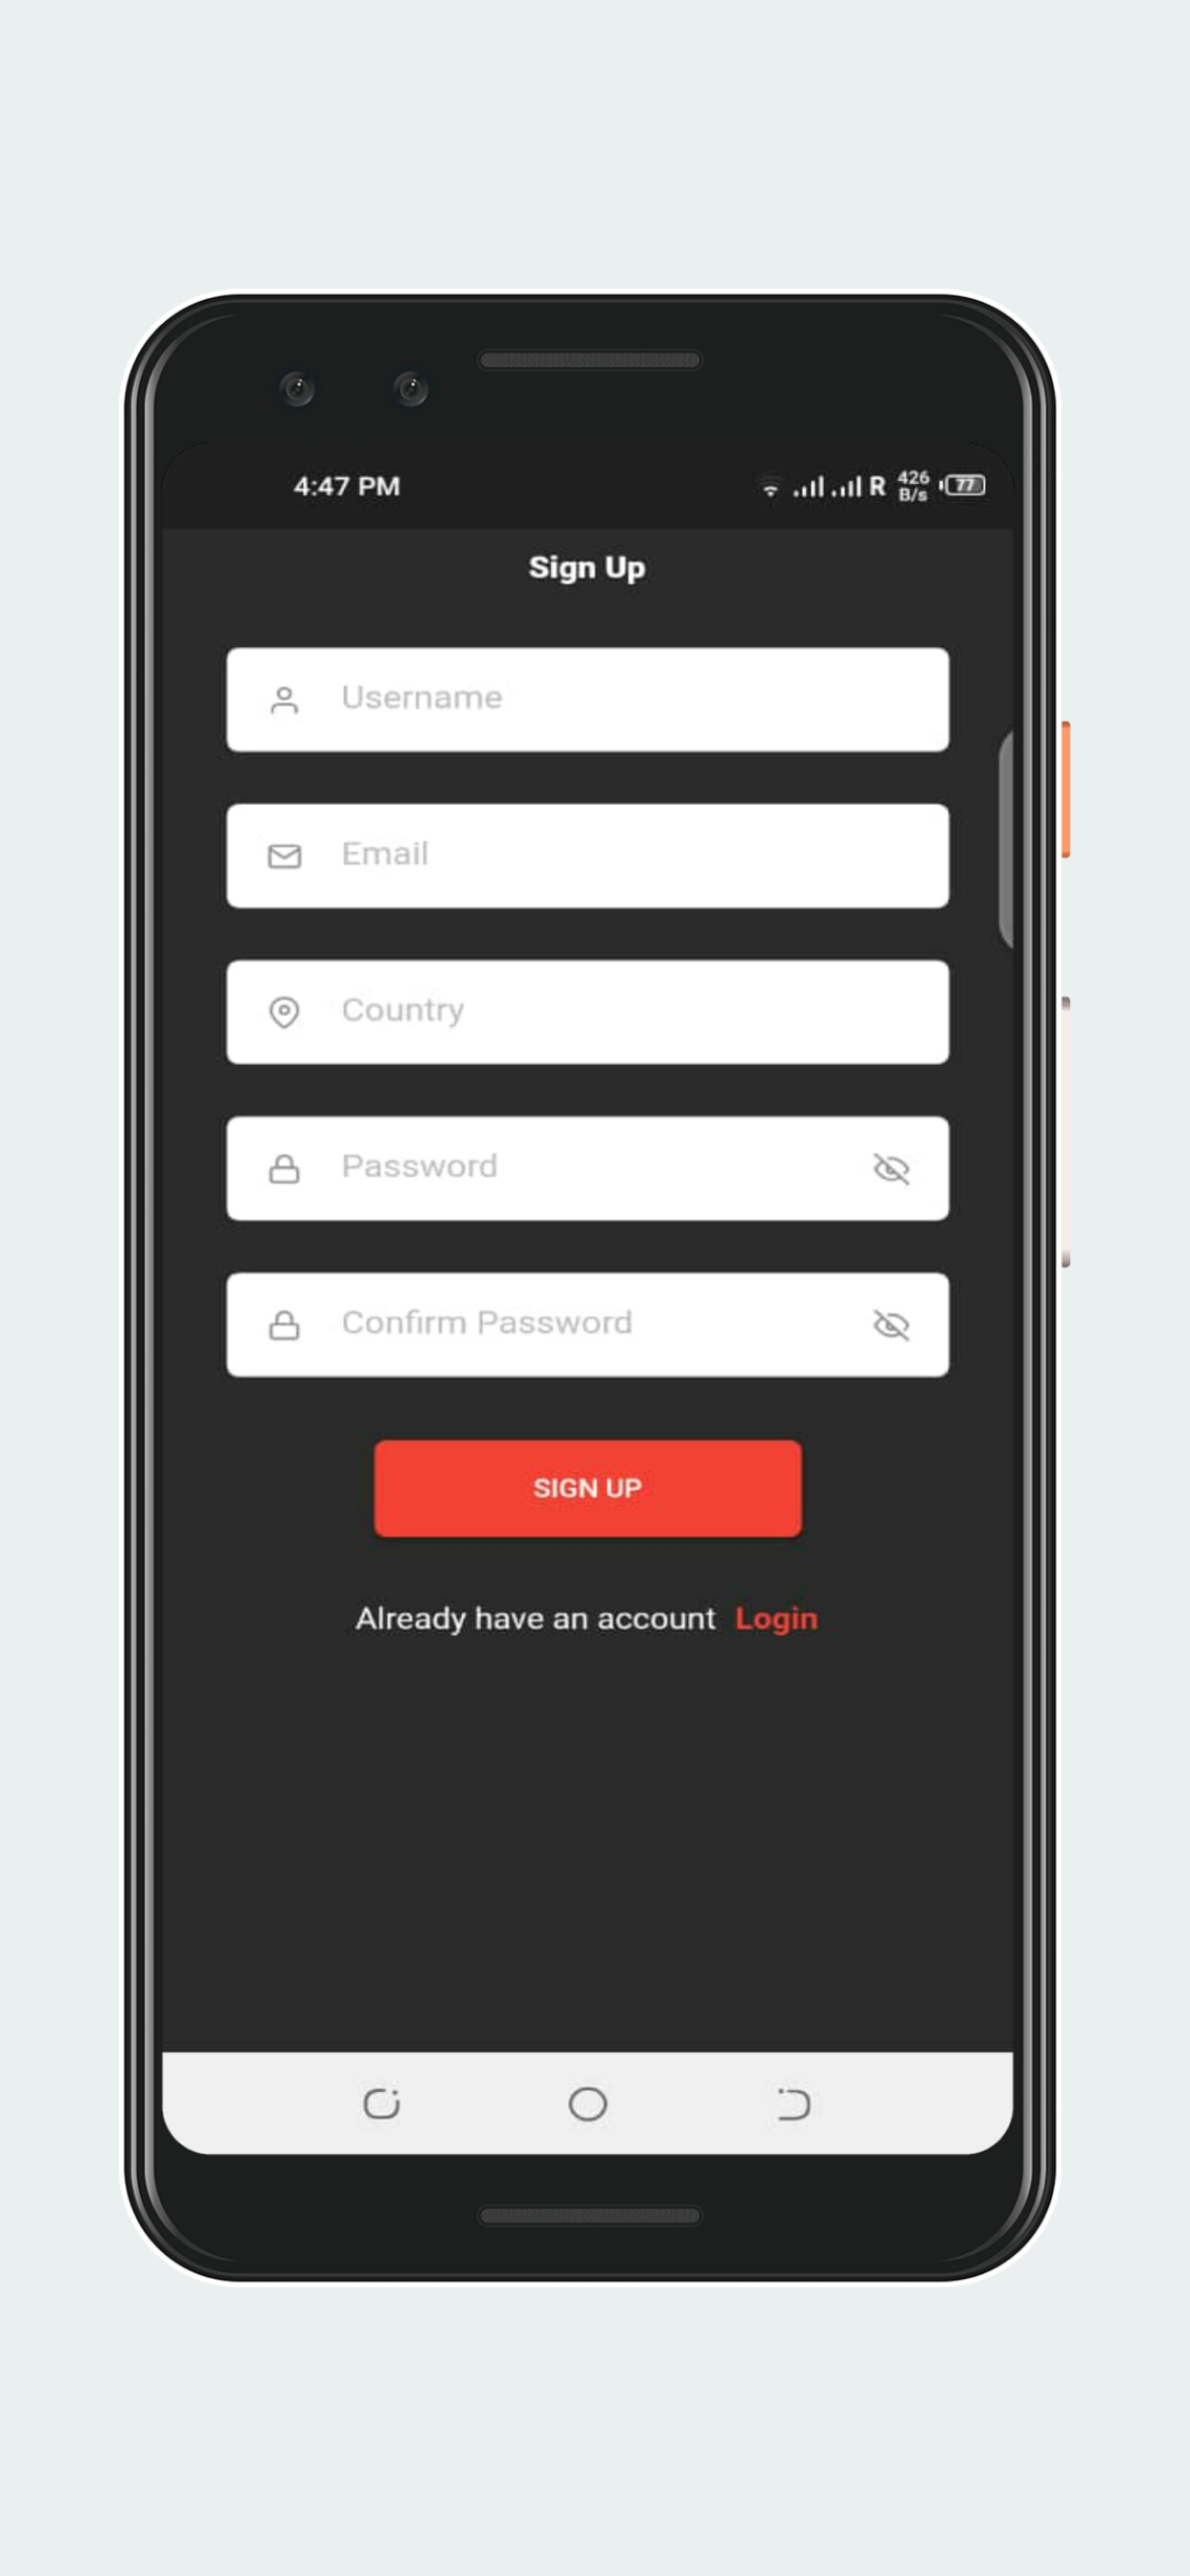 4:47 PM R 426 B/s 77
Sign Up
Username
Email
Country
Password
Confirm Password
SIGN UP
Already have an account Login